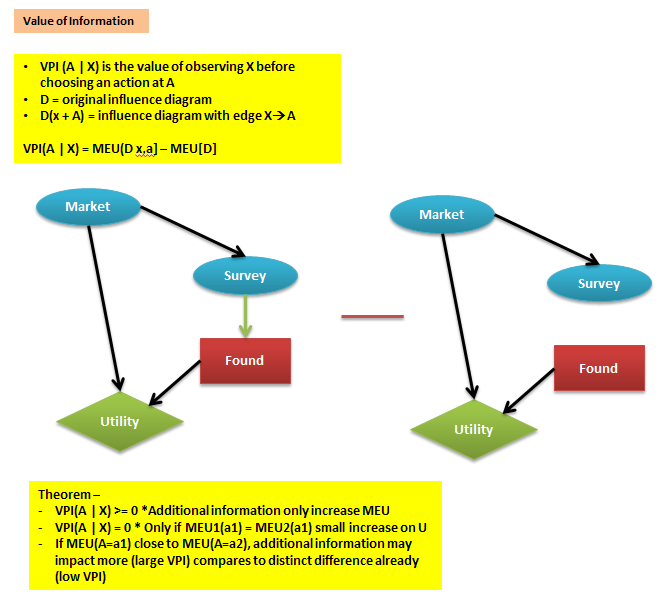 Value of Information
• VPI (A | X) is the value of observing X before
choosing an action at A
• D = original influence diagram
• D(x + A) = influence diagram with edge X→A
VPI(A | X) = MEU(D x,a] – MEU[D]
Market
Survey
Found
Utility
Market
Survey
Found
Utility
Theorem –
- VPI(A | X) >= 0 *Additional information only increase MEU
- VPI(A | X) = 0 * Only if MEU1(a1) = MEU2(a1) small increase on U
- If MEU(A=a1) close to MEU(A=a2), additional information may
impact more (large VPI) compares to distinct difference already
(low VPI)